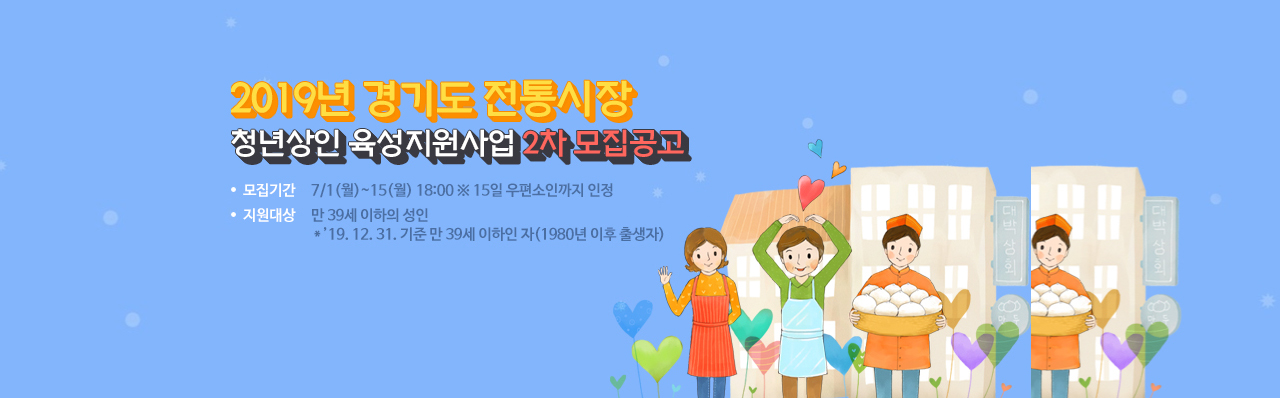 2019년 경기도 전통시장
청년상인 육성지원사업 2차 모집공고
• 모집기간 7/1(월)~15(월) 18:00 ※ 15일 우편소인까지 인정
• 지원대상 만 39세 이하의 성인
* '19. 12. 31. 기준 만 39세 이하인 자(1980년 이후 출생자)
대박상회
대박상회